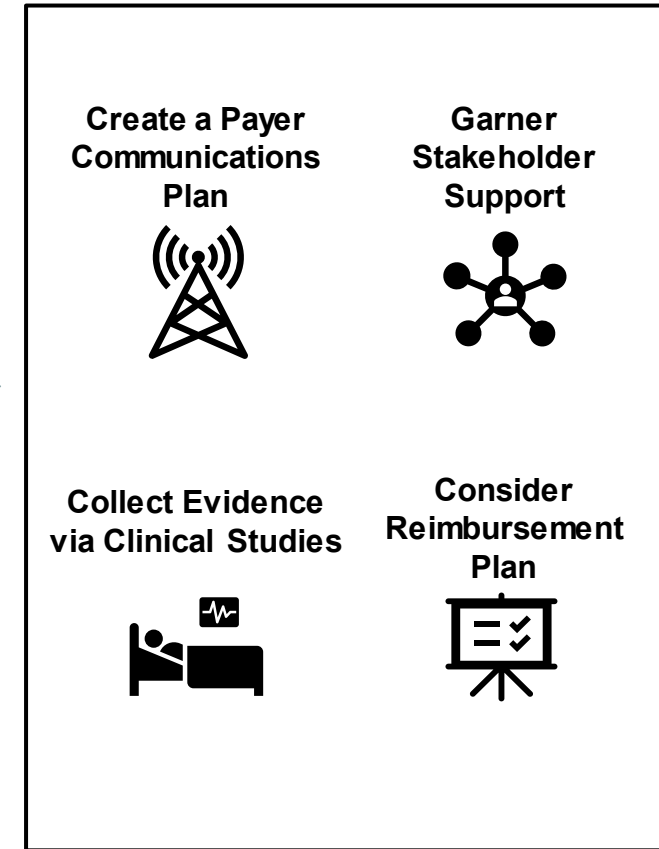 Create a Payer
Communications
Plan
Garner
Stakeholder
Support
Collect Evidence
via Clinical Studies
Consider
Reimbursement
Plan